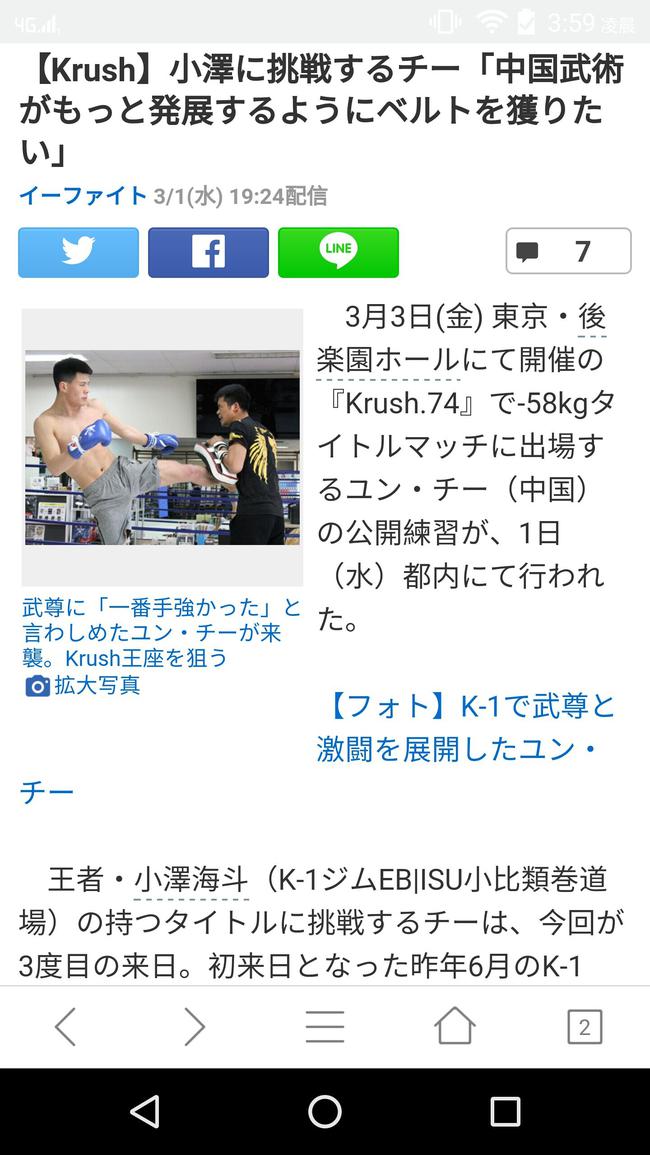 4G
3:59 凌晨
【Krush】小澤に挑戦するチー「中国武術
がもっと発展するようにベルトを獲りた
い」
イーファイト 3/1(水) 19:24配信
LINE
7
3月3日(金) 東京・後
楽園ホールにて開催の
『Krush.74』で-58kgタ
イトルマッチに出場す
るユン・チー（中国）
の公開練習が、1日
（水）都内にて行われ
た。
武尊に「一番手強かった」と
言わしめたユン・チーが来
襲。Krush王座を狙う
拡大写真
【フォト】K-1で武尊と
激闘を展開したユン・
チー
王者・小澤海斗（K-1ジムEB|ISU小比類巻道
場）の持つタイトルに挑戦するチーは、今回が
3度目の来日。初来日となった昨年6月のK-1
2